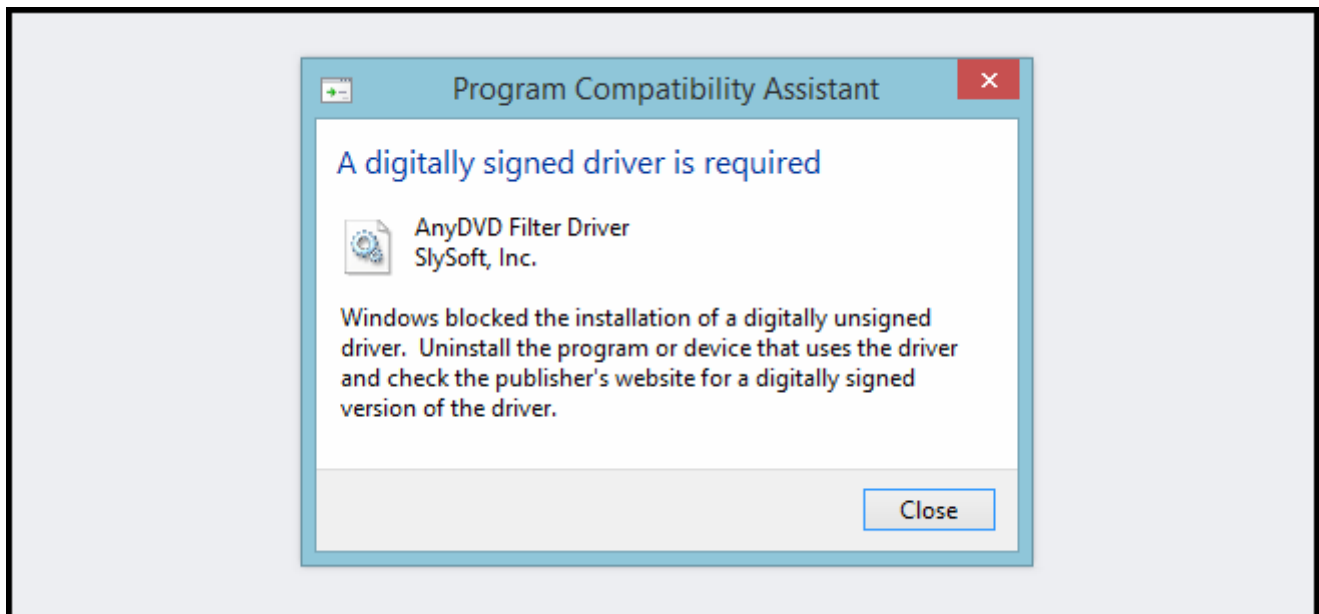 Program Compatibility Assistant
A digitally signed driver is required
AnyDVD Filter Driver
SlySoft, Inc.
Windows blocked the installation of a digitally unsigned
driver.  Uninstall the program or device that uses the driver
and check the publisher's website for a digitally signed
version of the driver.
Close